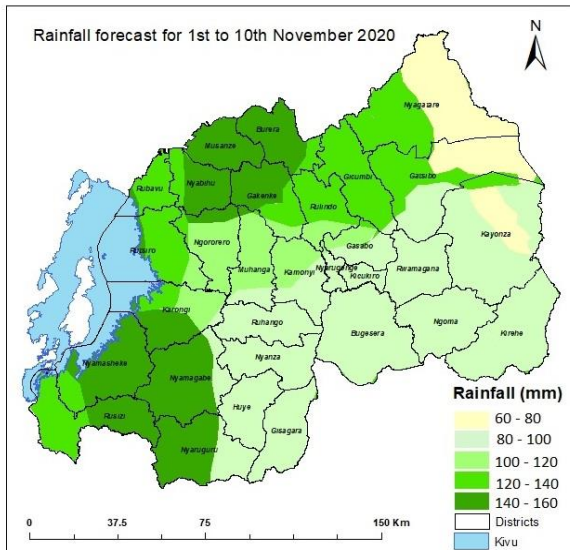 Rainfall forecast for 1st to 10th November 2020
N
Nyagatare
Burera
Musanze
Rubavu
Nyabihu
Gakenke
Gicumbi
Gatsibo
Rulindo
Rutsiro
Ngororero
Gasabo
Kayonza
Muhanga
Kamonyi
Nyarugenge
Kicukiro
Rwamagana
Karongi
Ruhango
Bugesera
Ngoma
Kirehe
Nyamasheke
Nyanza
Nyamagabe
Huye
Rusizi
Gisagara
Nyaruguru
Rainfall (mm)
60 - 80
80 - 100
100 - 120
120 - 140
140 - 160
Districts
Kivu
0 37.5 75 150 Km